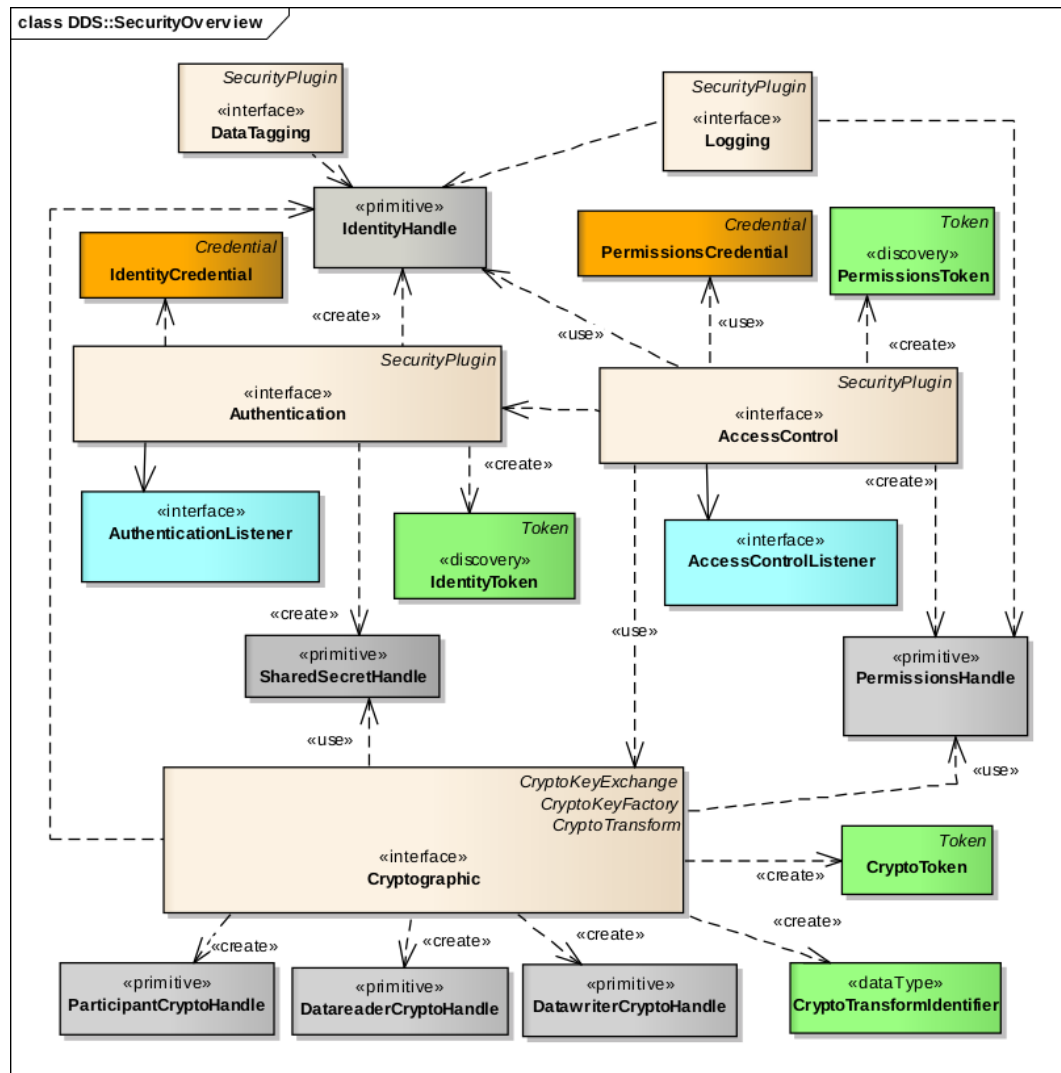 class DDS::SecurityOverview
SecurityPlugin
«interface»
DataTagging
SecurityPlugin
«interface»
Logging
«primitive»
IdentityHandle
Credential
IdentityCredential
Credential
PermissionsCredential
Token
«discovery»
PermissionsToken
«create»
«use»
«use»
«create»
SecurityPlugin
«interface»
Authentication
SecurityPlugin
«interface»
AccessControl
«create»
«create»
«interface»
AuthenticationListener
Token
«discovery»
IdentityToken
«interface»
AccessControlListener
«create»
«use»
«primitive»
SharedSecretHandle
«primitive»
PermissionsHandle
«use»
«use»
CryptoKeyExchange
CryptoKeyFactory
CryptoTransform
«interface»
Cryptographic
Token
CryptoToken
«create»
«create»
«create»
«create»
«create»
«primitive»
ParticipantCryptoHandle
«primitive»
DatareaderCryptoHandle
«primitive»
DatawriterCryptoHandle
«dataType»
CryptoTransformIdentifier